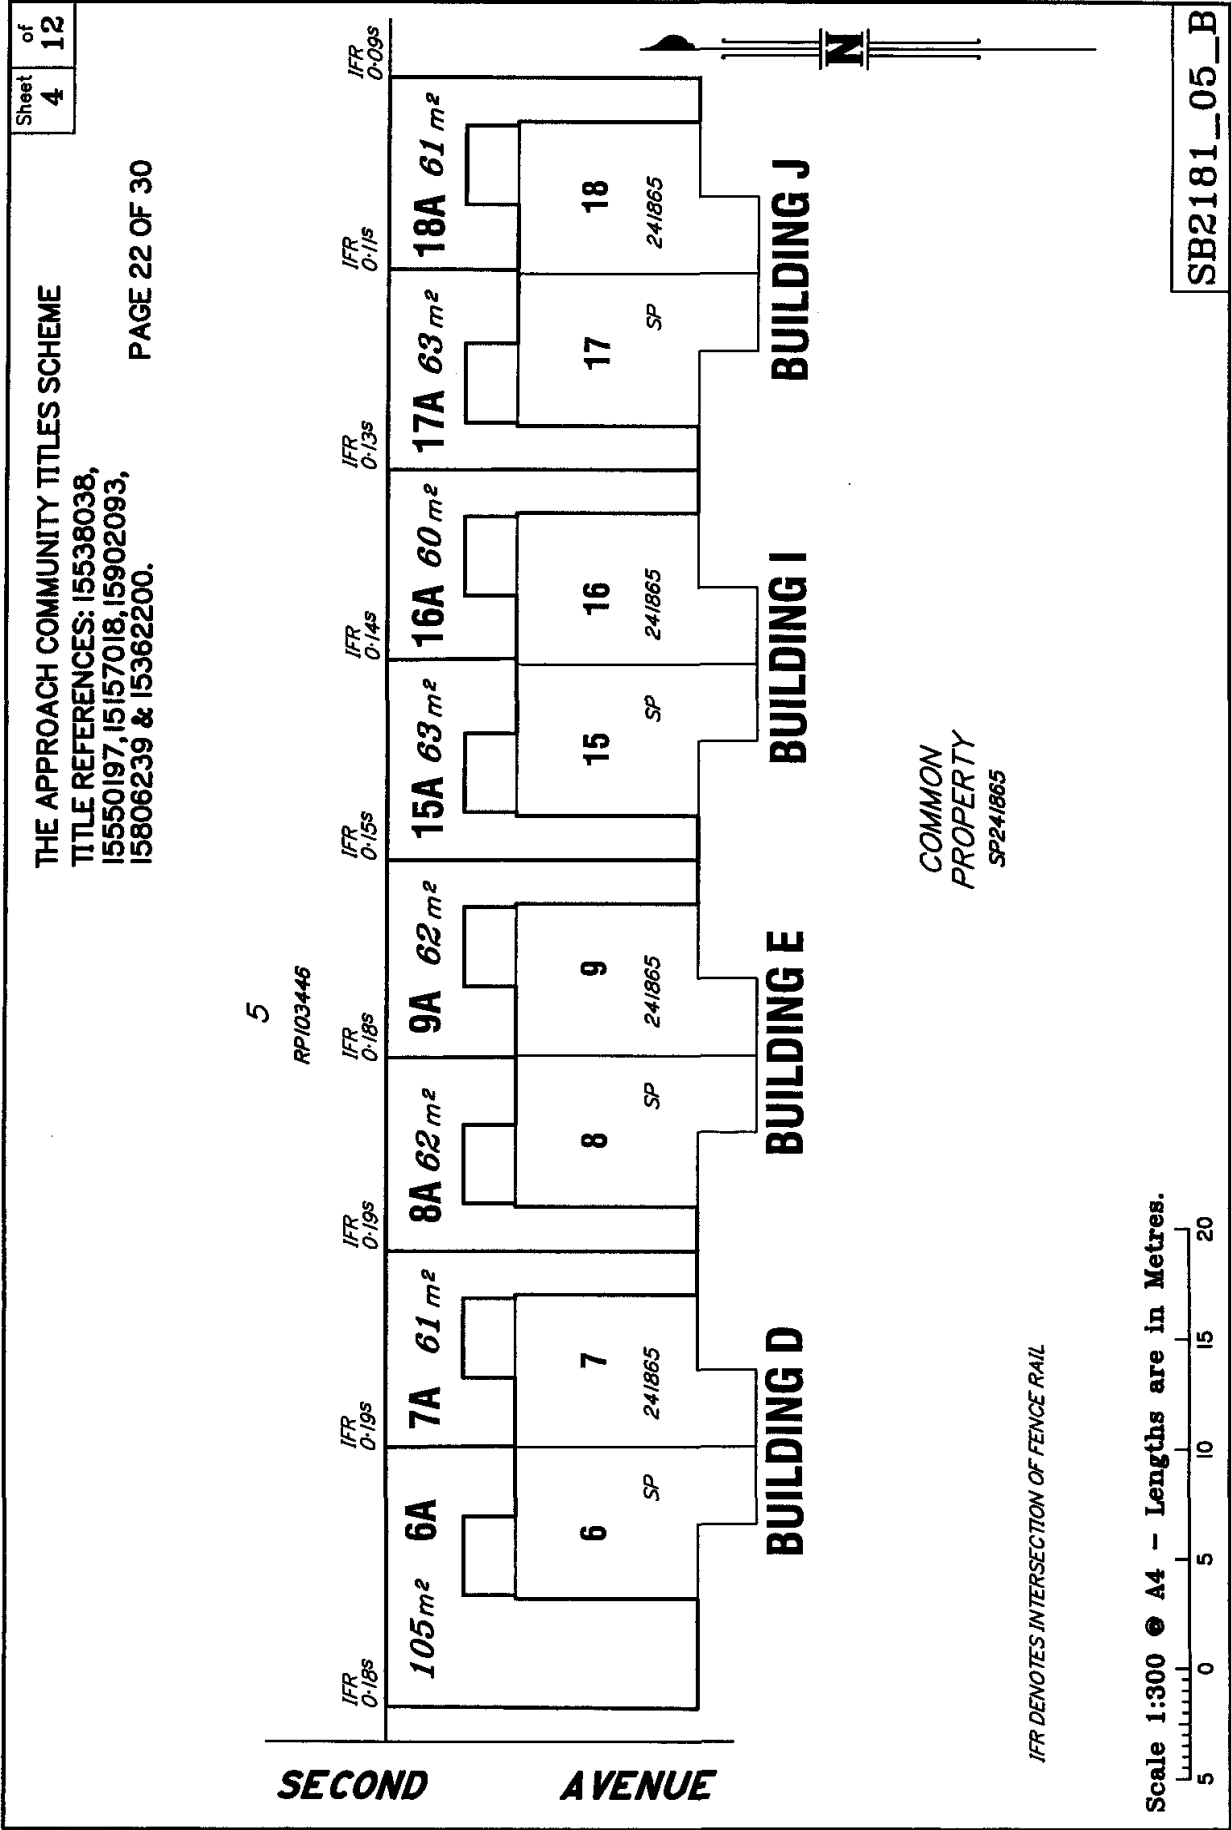 Sheet of
4 12
THE APPROACH COMMUNITY TITLES SCHEME
TITLE REFERENCES: 15538038,
15550197, 15157018, 15902093,
15806239 & 15362200.
PAGE 22 OF 30
5
RP103446
IFR
0·18s
IFR
0·19s
IFR
0·19s
IFR
0·18s
IFR
0·15s
IFR
0·14s
IFR
0·13s
IFR
0·11s
IFR
0·09s
105m² 6A
7A 61m²
8A 62m²
9A 62m²
15A 63m²
16A 60m²
17A 63m²
18A 61m²
6
7
8
9
15
16
17
18
SP 241865
SP 241865
SP 241865
SP 241865
BUILDING D
BUILDING E
BUILDING I
BUILDING J
N
COMMON
PROPERTY
SP241865
SECOND AVENUE
IFR DENOTES INTERSECTION OF FENCE RAIL
Scale 1:300 @ A4 - Lengths are in Metres.
5 0 5 10 15 20
SB2181_05_B